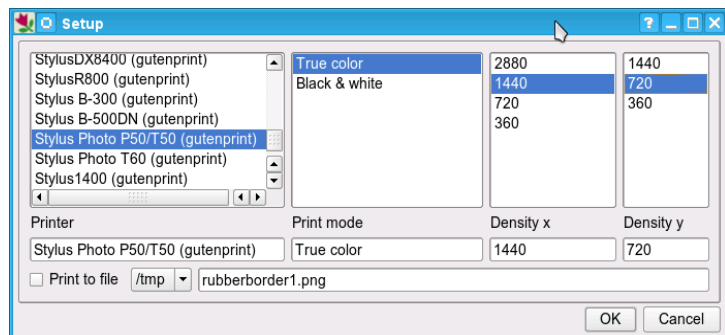 Setup
StylusDX8400 (gutenprint)
StylusR800 (gutenprint)
Stylus B-300 (gutenprint)
Stylus B-500DN (gutenprint)
Stylus Photo P50/T50 (gutenprint)
Stylus Photo T60 (gutenprint)
Stylus1400 (gutenprint)
True color
Black & white
2880
1440
720
360
1440
720
360
Printer
Print mode
Density x
Density y
Stylus Photo P50/T50 (gutenprint)
True color
1440
720
Print to file
/tmp
rubberborder1.png
OK
Cancel